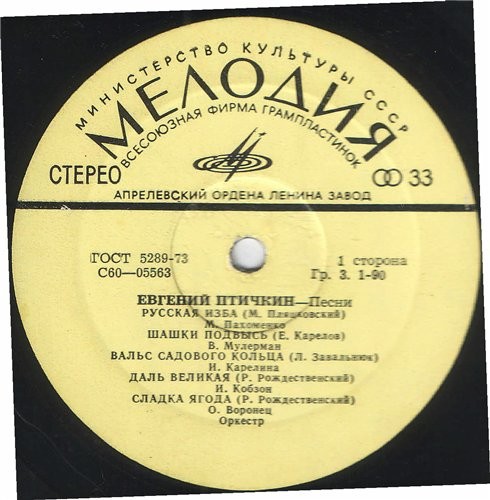 МИНИСТЕРСТВО КУЛЬТУРЫ СССР
МЕЛОДИЯ
ВСЕСОЮЗНАЯ ФИРМА ГРАМПЛАСТИНОК
СТЕРЕО
33
АПРЕЛЕВСКИЙ ОРДЕНА ЛЕНИНА ЗАВОД
ГОСТ 5289-73
С60—05563
1 сторона
Гр. 3. 1-90
ЕВГЕНИЙ ПТИЧКИН—Песни
РУССКАЯ ИЗБА (М. Пляцковский)
М. Пахоменко
ШАШКИ ПОДВЫСЬ (Е. Карелов)
В. Мулерман
ВАЛЬС САДОВОГО КОЛЬЦА (Л. Завальнюк)
И. Карелина
ДАЛЬ ВЕЛИКАЯ (Р. Рождественский)
И. Кобзон
СЛАДКА ЯГОДА (Р. Рождественский)
О. Воронец
Оркестр